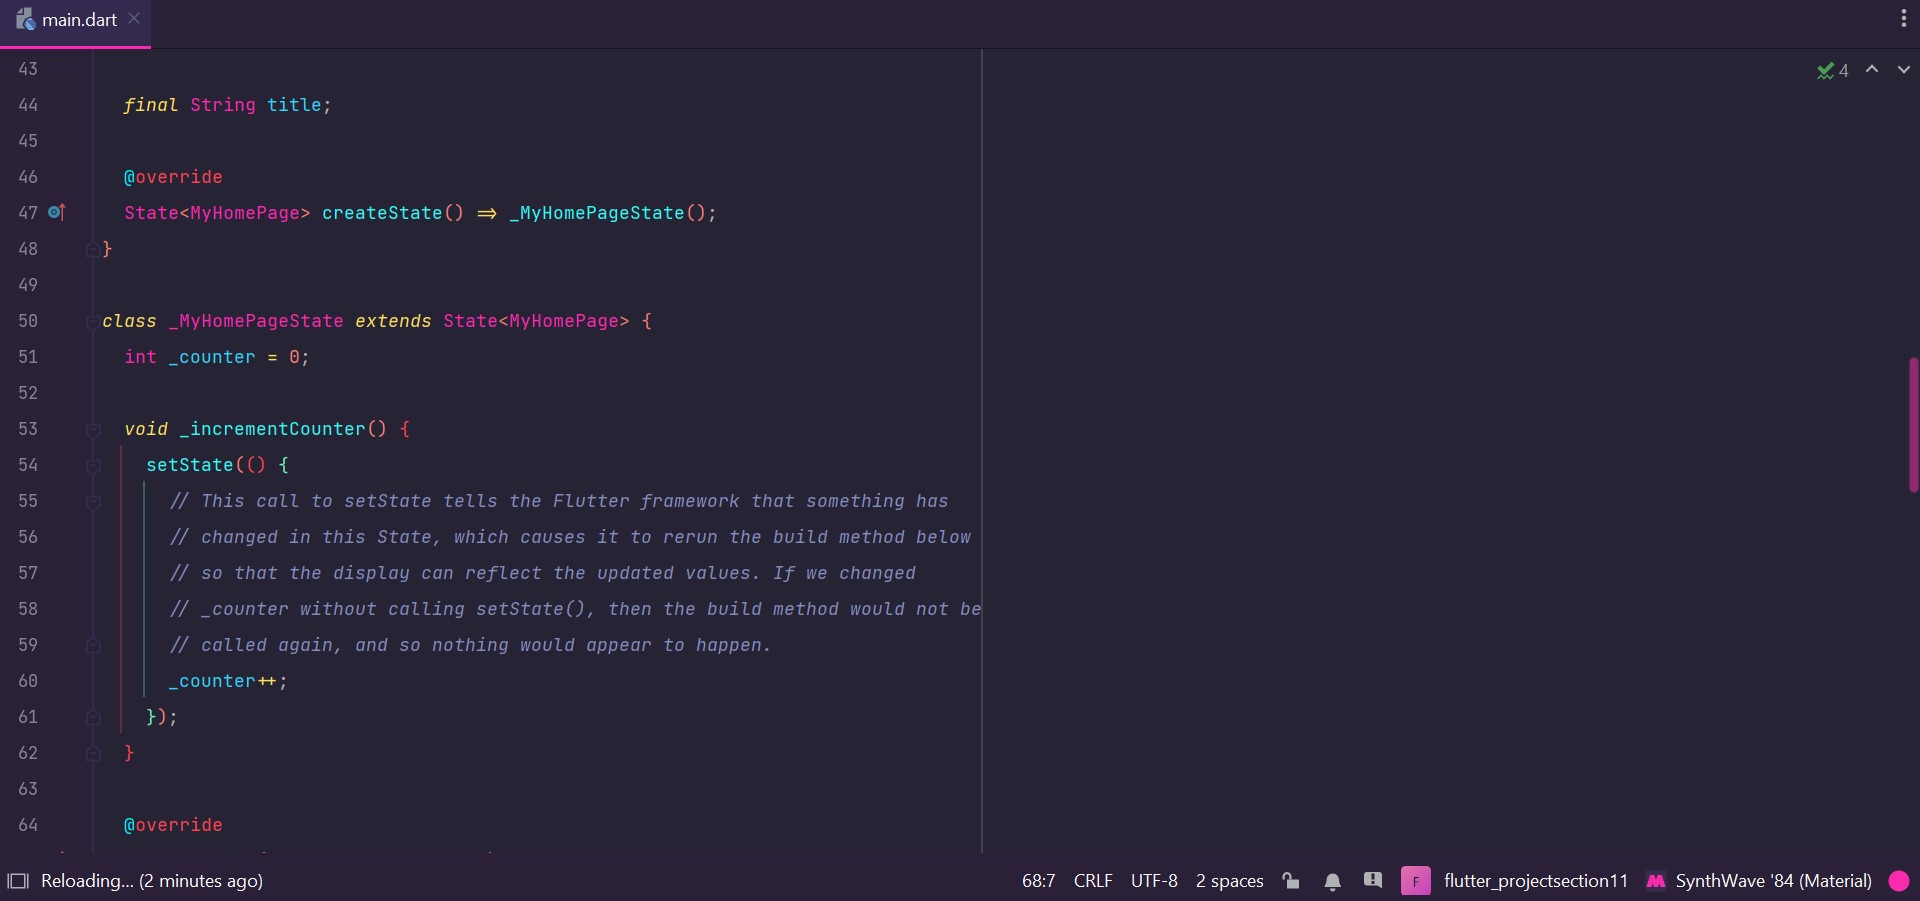 main.dart
4
43
44 final String title;
45
46 @override
47 State<MyHomePage> createState() => _MyHomePageState();
48 }
49
50 class _MyHomePageState extends State<MyHomePage> {
51 int _counter = 0;
52
53 void _incrementCounter() {
54 setState(() {
55 // This call to setState tells the Flutter framework that something has
56 // changed in this State, which causes it to rerun the build method below
57 // so that the display can reflect the updated values. If we changed
58 // _counter without calling setState(), then the build method would not be
59 // called again, and so nothing would appear to happen.
60 _counter++;
61 });
62 }
63
64 @override
Reloading... (2 minutes ago) 68:7 CRLF UTF-8 2 spaces F flutter_projectsection11 SynthWave '84 (Material)